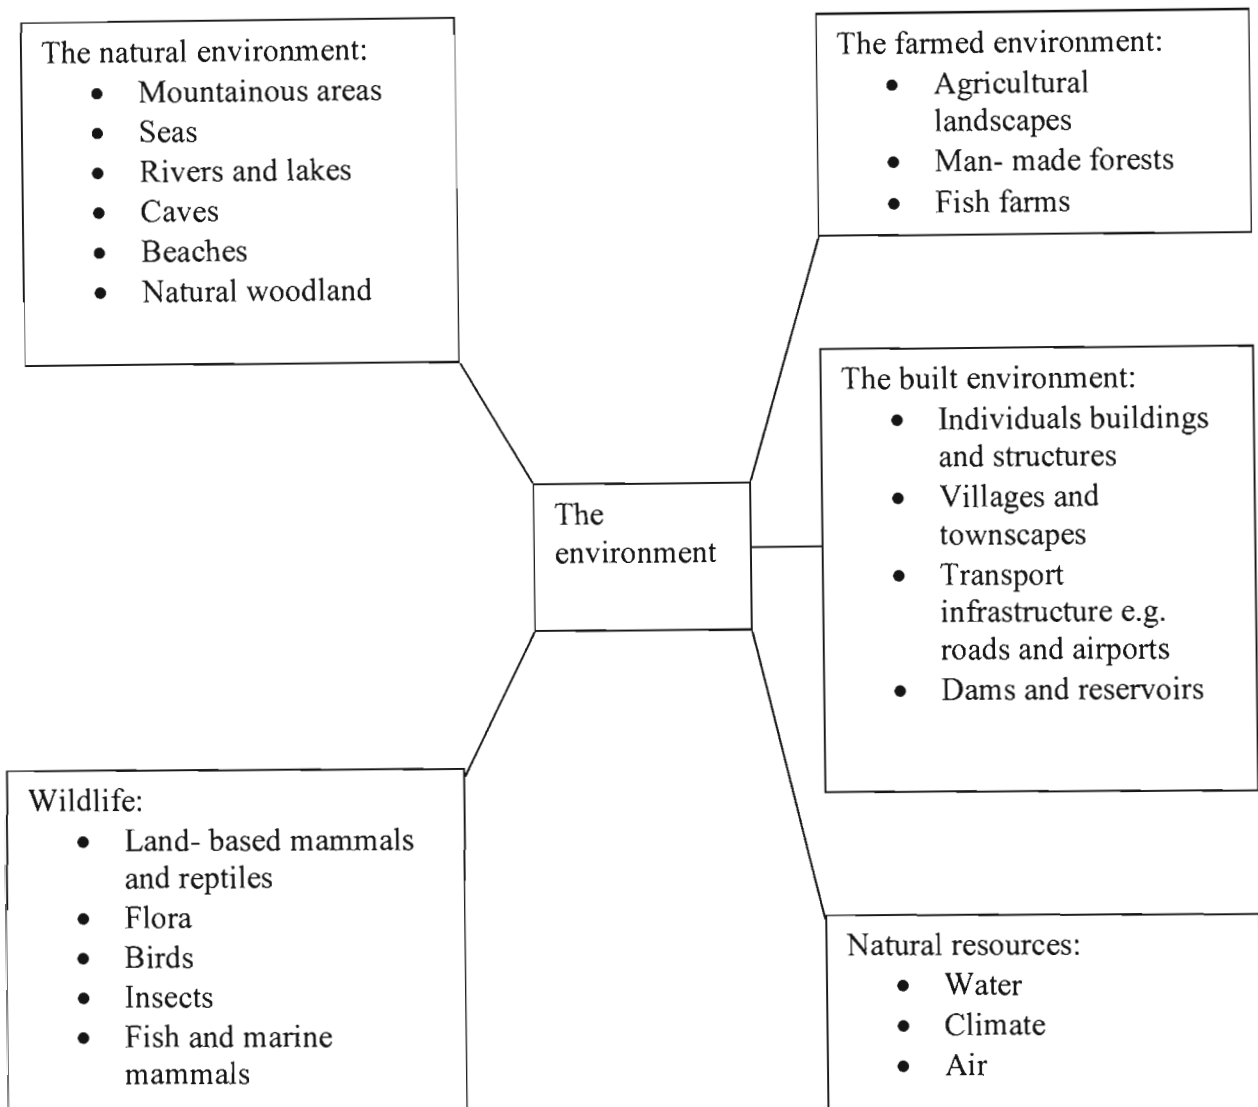 The natural environment:
• Mountainous areas
• Seas
• Rivers and lakes
• Caves
• Beaches
• Natural woodland
The farmed environment:
• Agricultural
landscapes
• Man- made forests
• Fish farms
The built environment:
• Individuals buildings
and structures
• Villages and
townscapes
• Transport
infrastructure e.g.
roads and airports
• Dams and reservoirs
The
environment
Wildlife:
• Land- based mammals
and reptiles
• Flora
• Birds
• Insects
• Fish and marine
mammals
Natural resources:
• Water
• Climate
• Air